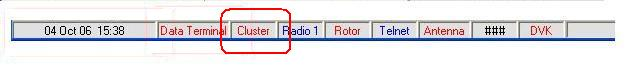 04 Oct 06 15:38 Data Terminal Cluster Radio 1 Rotor Telnet Antenna ### DVK